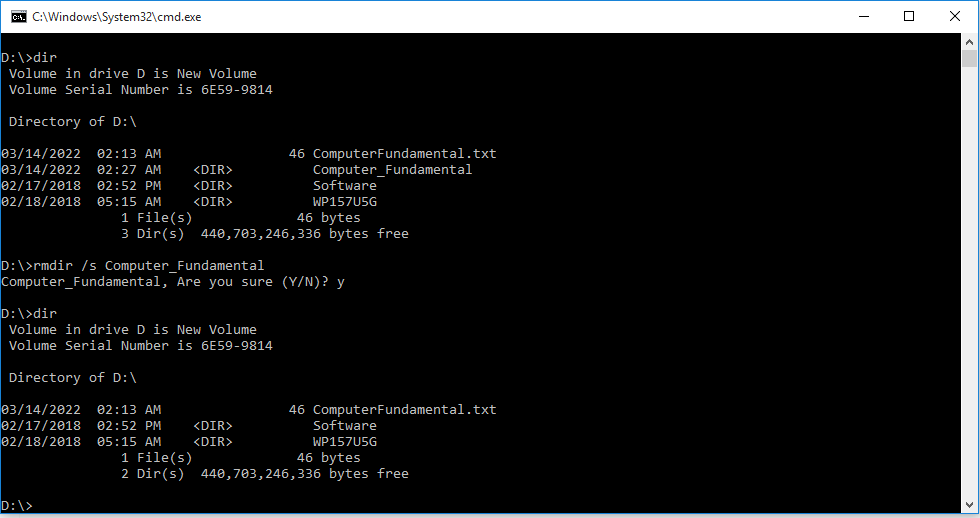 C:\Windows\System32\cmd.exe
D:\>dir
 Volume in drive D is New Volume
 Volume Serial Number is 6E59-9814
 Directory of D:\
03/14/2022  02:13 AM                46 ComputerFundamental.txt
03/14/2022  02:27 AM    <DIR>          Computer_Fundamental
02/17/2018  02:52 PM    <DIR>          Software
02/18/2018  05:15 AM    <DIR>          WP157U5G
               1 File(s)             46 bytes
               3 Dir(s)  440,703,246,336 bytes free
D:\>rmdir /s Computer_Fundamental
Computer_Fundamental, Are you sure (Y/N)? y
D:\>dir
 Volume in drive D is New Volume
 Volume Serial Number is 6E59-9814
 Directory of D:\
03/14/2022  02:13 AM                46 ComputerFundamental.txt
02/17/2018  02:52 PM    <DIR>          Software
02/18/2018  05:15 AM    <DIR>          WP157U5G
               1 File(s)             46 bytes
               2 Dir(s)  440,703,246,336 bytes free
D:\>